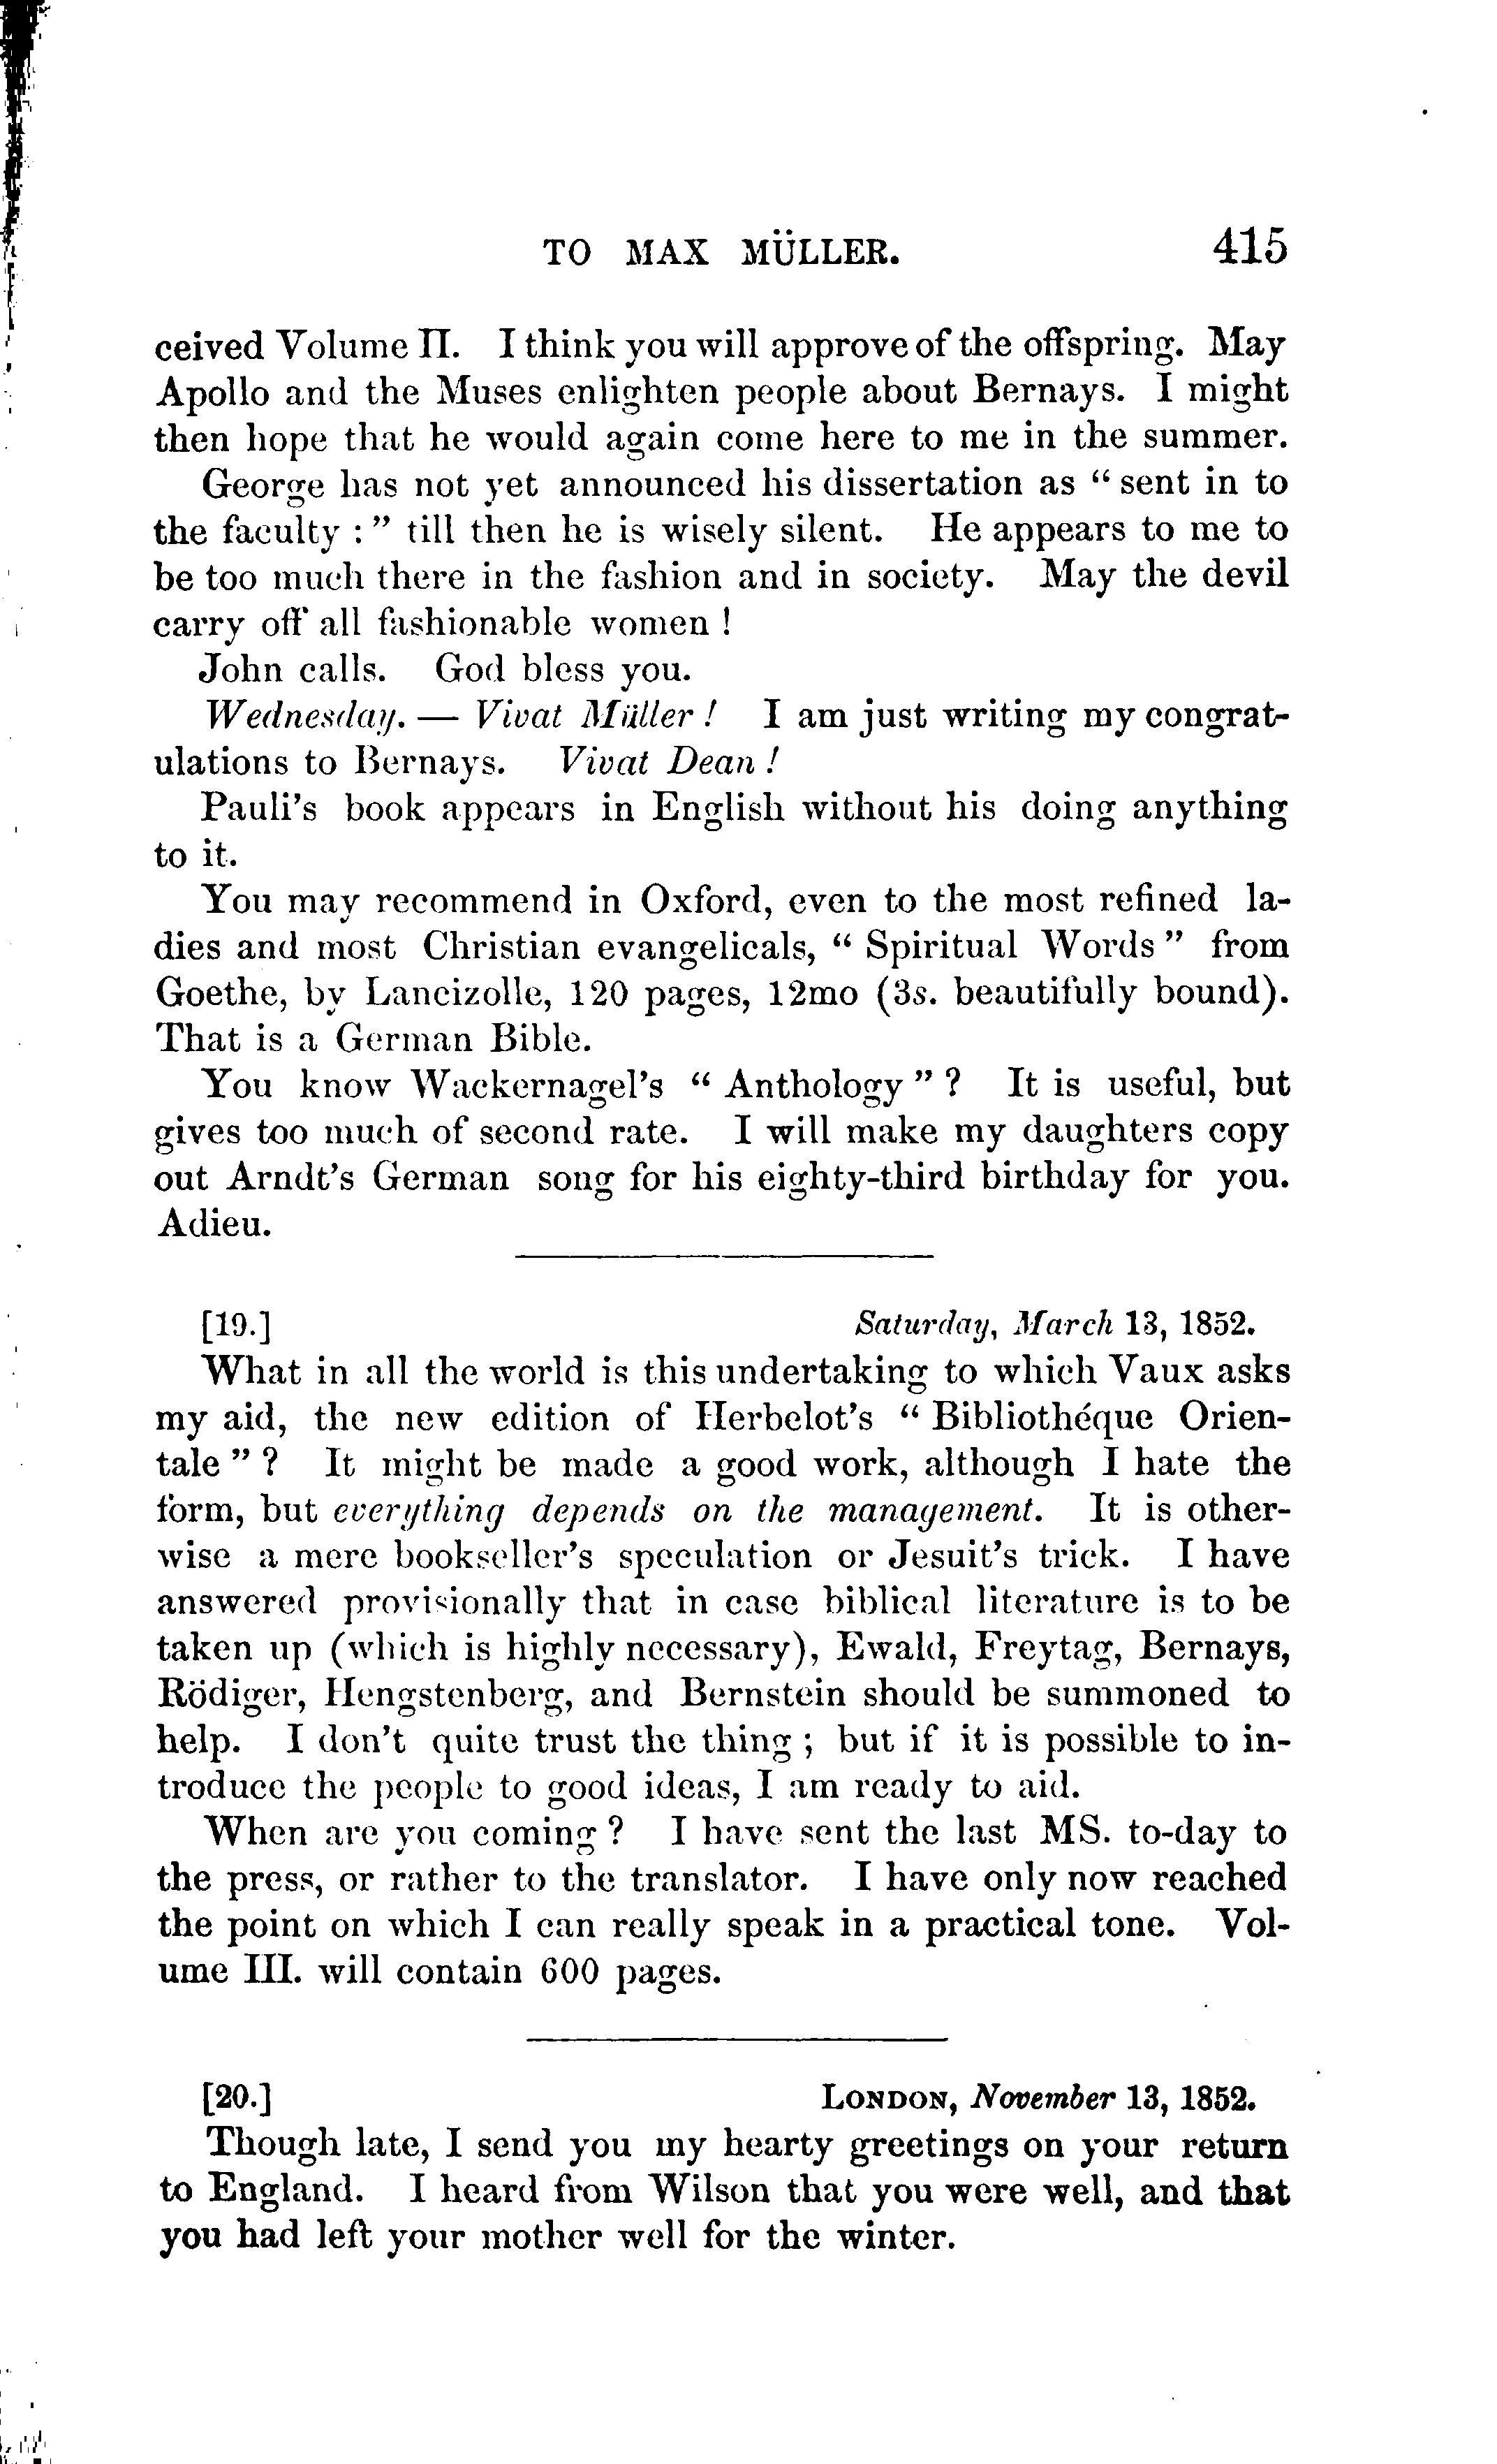 TO MAX MÜLLER. 415
ceived Volume II. I think you will approve of the offspring. May
Apollo and the Muses enlighten people about Bernays. I might
then hope that he would again come here to me in the summer.
George has not yet announced his dissertation as “ sent in to
the faculty : ” till then he is wisely silent. He appears to me to
be too much there in the fashion and in society. May the devil
carry off all fashionable women !
John calls. God bless you.
Wednesday. — Vivat Müller ! I am just writing my congrat-
ulations to Bernays. Vivat Dean !
Pauli's book appears in English without his doing anything
to it.
You may recommend in Oxford, even to the most refined la-
dies and most Christian evangelicals, “ Spiritual Words ” from
Goethe, by Lancizolle, 120 pages, 12mo (3s. beautifully bound).
That is a German Bible.
You know Wackernagel's “ Anthology ” ? It is useful, but
gives too much of second rate. I will make my daughters copy
out Arndt's German song for his eighty-third birthday for you.
Adieu.
[19.] Saturday, March 13, 1852.
What in all the world is this undertaking to which Vaux asks
my aid, the new edition of Herbelot's “ Bibliothéque Orien-
tale ” ? It might be made a good work, although I hate the
form, but everything depends on the management. It is other-
wise a mere bookseller's speculation or Jesuit's trick. I have
answered provisionally that in case biblical literature is to be
taken up (which is highly necessary), Ewald, Freytag, Bernays,
Rödiger, Hengstenberg, and Bernstein should be summoned to
help. I don't quite trust the thing ; but if it is possible to in-
troduce the people to good ideas, I am ready to aid.
When are you coming ? I have sent the last MS. to-day to
the press, or rather to the translator. I have only now reached
the point on which I can really speak in a practical tone. Vol-
ume III. will contain 600 pages.
[20.] LONDON, November 13, 1852.
Though late, I send you my hearty greetings on your return
to England. I heard from Wilson that you were well, and that
you had left your mother well for the winter.